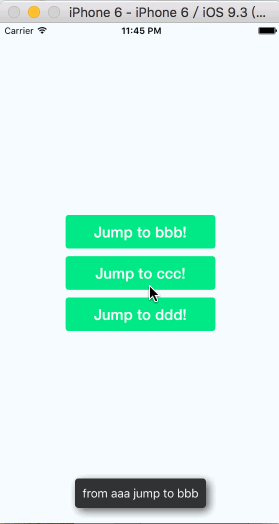 iPhone 6 - iPhone 6 / iOS 9.3 (...
Carrier 11:45 PM
Jump to bbb!
Jump to ccc!
Jump to ddd!
from aaa jump to bbb